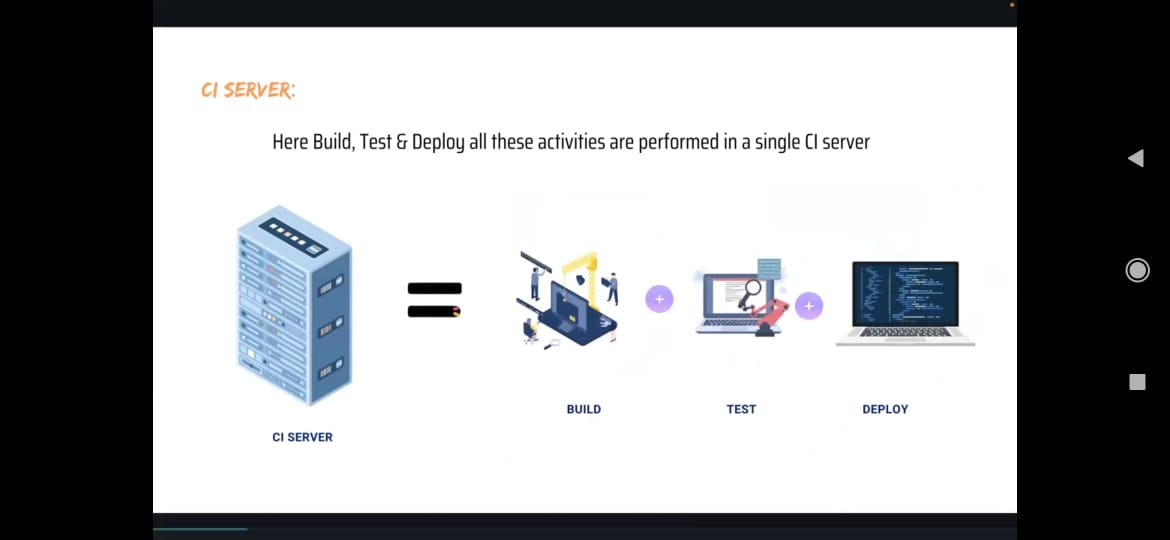 CI SERVER:
Here Build, Test & Deploy all these activities are performed in a single CI server
BUILD
TEST
DEPLOY
CI SERVER